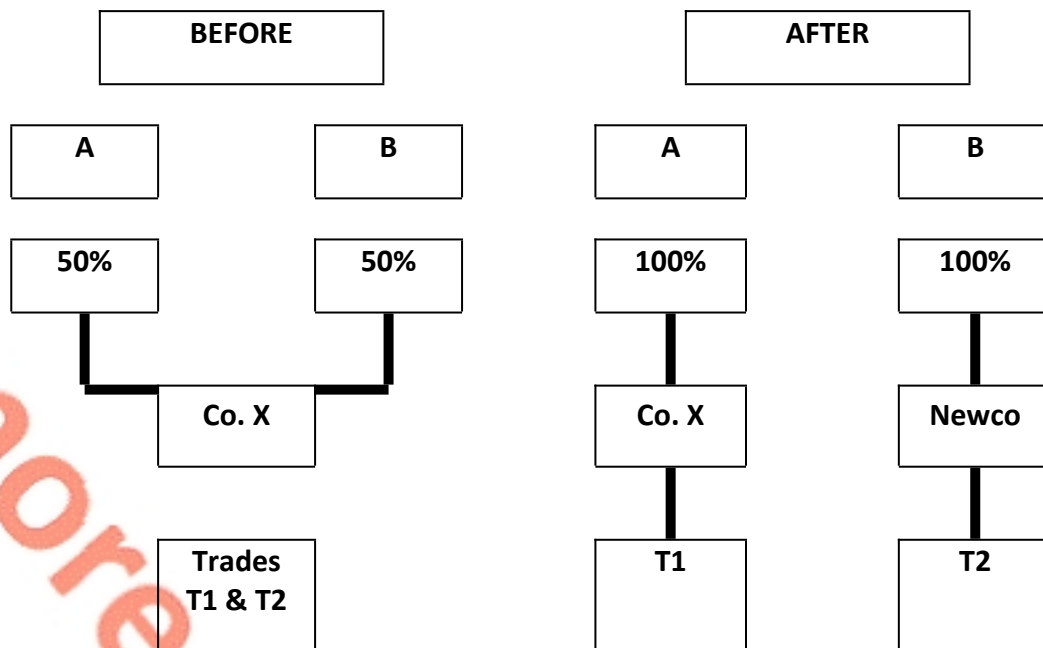 BEFORE
AFTER
A
B
A
B
50%
50%
100%
100%
Co. X
Co. X
Newco
Trades
T1 & T2
T1
T2